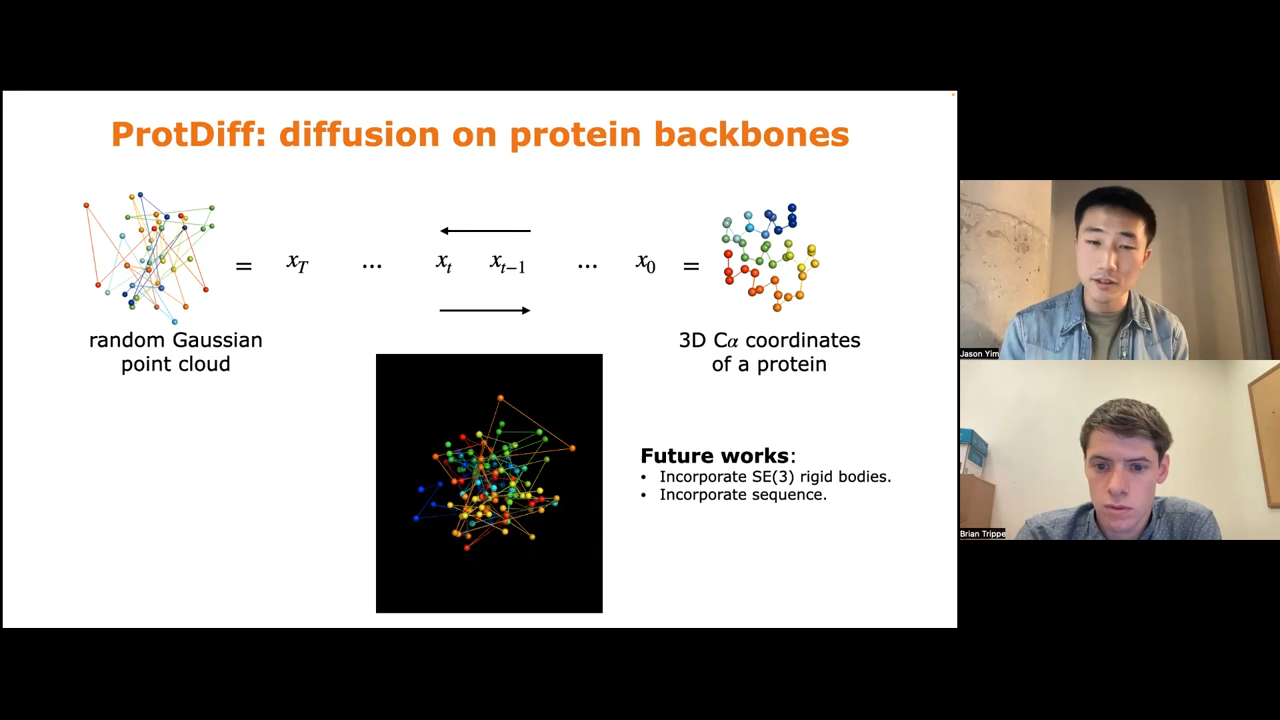 ProtDiff: diffusion on protein backbones
= x_T ... x_t x_{t−1} ... x_0 =
random Gaussian
point cloud
3D Cα coordinates
of a protein
Future works:
• Incorporate SE(3) rigid bodies.
• Incorporate sequence.
Jason Yim
Brian Trippe